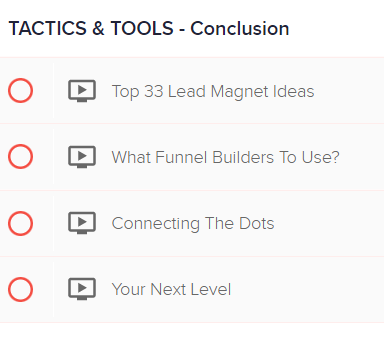 TACTICS & TOOLS - Conclusion
Top 33 Lead Magnet Ideas
What Funnel Builders To Use?
Connecting The Dots
Your Next Level